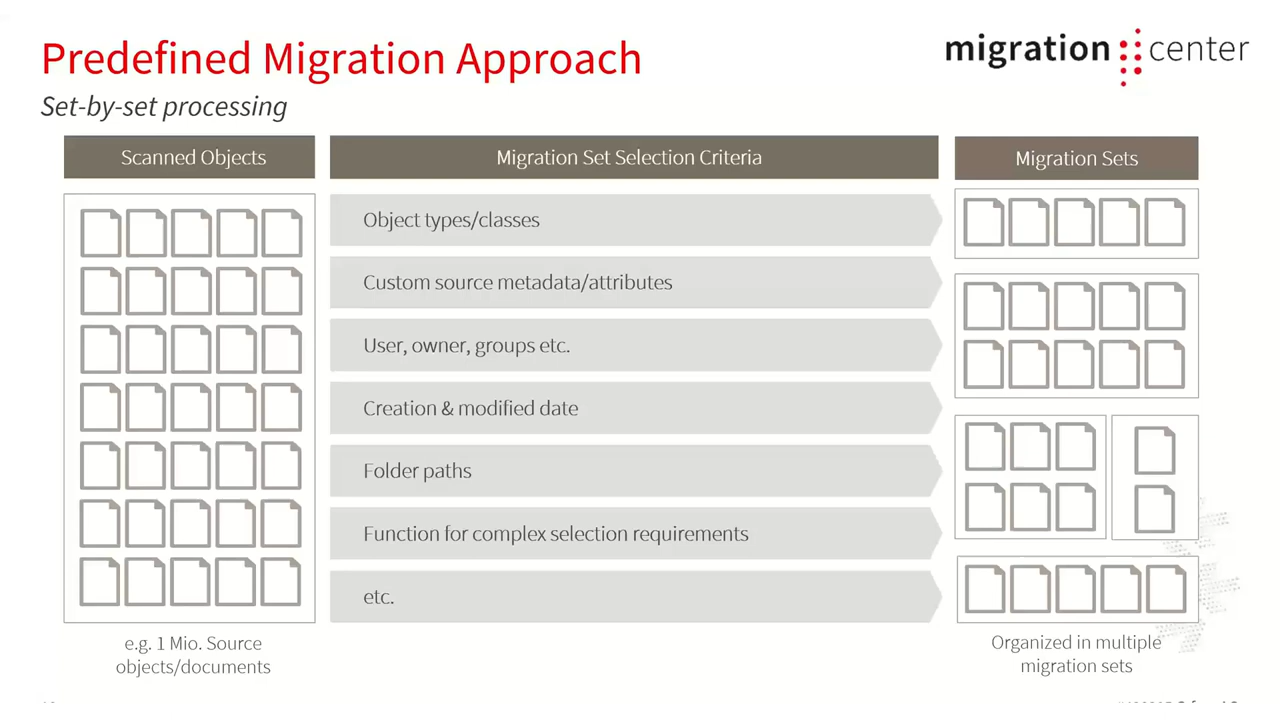 Predefined Migration Approach
migration center
Set-by-set processing
Scanned Objects
Migration Set Selection Criteria
Migration Sets
Object types/classes
Custom source metadata/attributes
User, owner, groups etc.
Creation & modified date
Folder paths
Function for complex selection requirements
etc.
e.g. 1 Mio. Source
objects/documents
Organized in multiple
migration sets